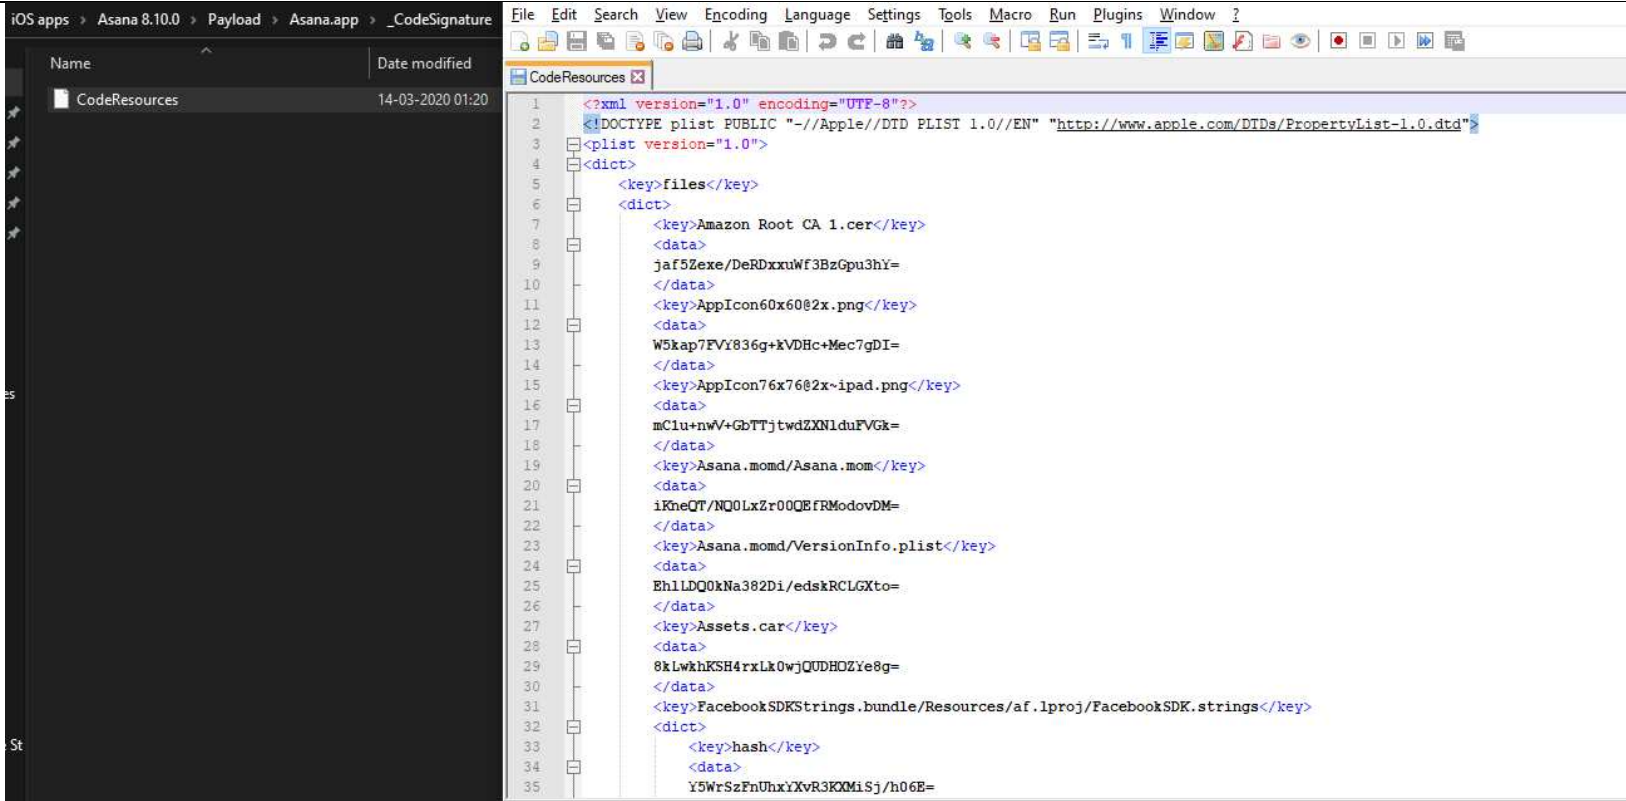 iOS apps > Asana 8.10.0 > Payload > Asana.app > _CodeSignature
Name Date modified
CodeResources 14-03-2020 01:20
es
St
File Edit Search View Encoding Language Settings Tools Macro Run Plugins Window ?
CodeResources
1 <?xml version="1.0" encoding="UTF-8"?>
2 <!DOCTYPE plist PUBLIC "-//Apple//DTD PLIST 1.0//EN" "http://www.apple.com/DTDs/PropertyList-1.0.dtd">
3 <plist version="1.0">
4 <dict>
5 <key>files</key>
6 <dict>
7 <key>Amazon Root CA 1.cer</key>
8 <data>
9 jaf5Zexe/DeRDxxuWf3BzGpu3hY=
10 </data>
11 <key>AppIcon60x60@2x.png</key>
12 <data>
13 W5kap7FVY836g+kVDHc+Mec7gDI=
14 </data>
15 <key>AppIcon76x76@2x~ipad.png</key>
16 <data>
17 mC1u+nwV+GbTTjtwdZXNlduFVGk=
18 </data>
19 <key>Asana.momd/Asana.mom</key>
20 <data>
21 iKneQT/NQ0LxZr00QEfRModovDM=
22 </data>
23 <key>Asana.momd/VersionInfo.plist</key>
24 <data>
25 EhlLDQ0kNa382Di/edskRCLGXto=
26 </data>
27 <key>Assets.car</key>
28 <data>
29 8kLwkhKSH4rxLk0wjQUDHOZYe8g=
30 </data>
31 <key>FacebookSDKStrings.bundle/Resources/af.lproj/FacebookSDK.strings</key>
32 <dict>
33 <key>hash</key>
34 <data>
35 Y5WrSzFnUhxYXvR3KXMiSj/h06E=